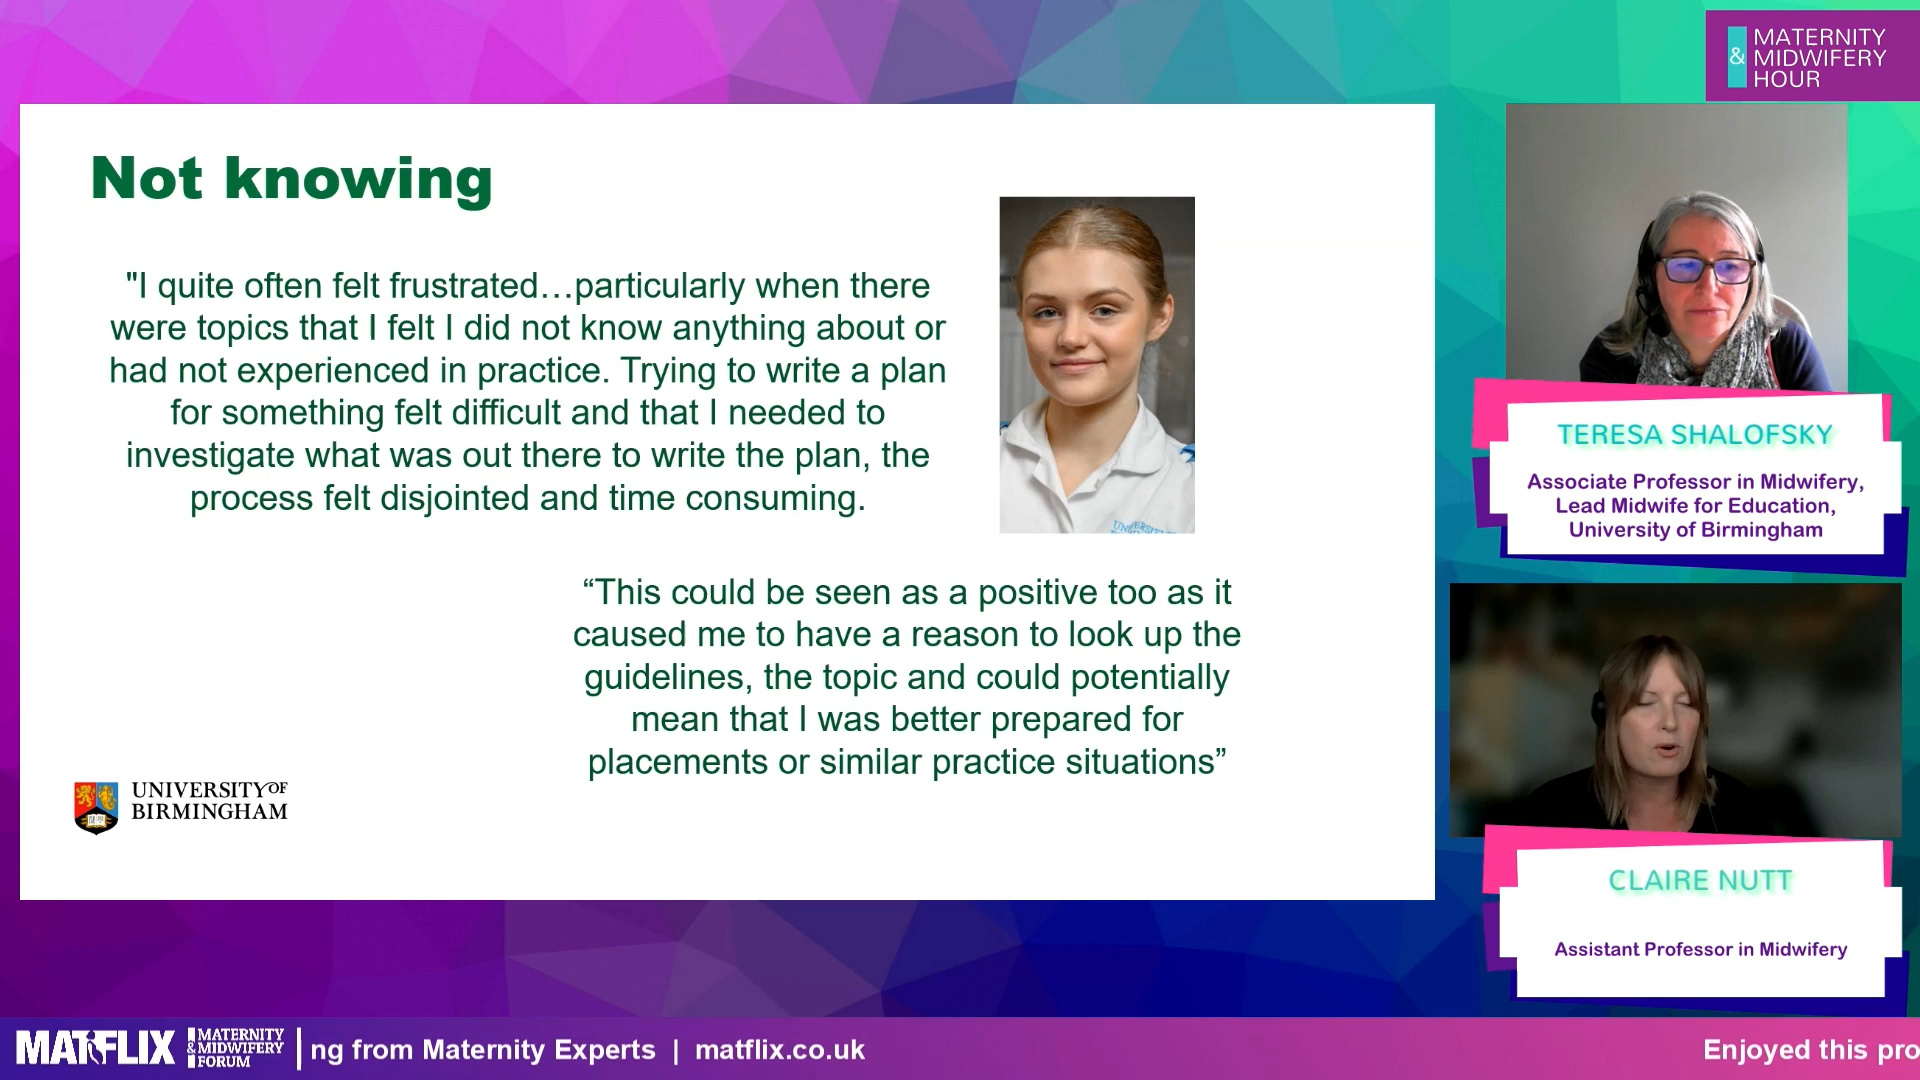 MATERNITY
& MIDWIFERY
HOUR
Not knowing
"I quite often felt frustrated…particularly when there
were topics that I felt I did not know anything about or
had not experienced in practice. Trying to write a plan
for something felt difficult and that I needed to
investigate what was out there to write the plan, the
process felt disjointed and time consuming.
“This could be seen as a positive too as it
caused me to have a reason to look up the
guidelines, the topic and could potentially
mean that I was better prepared for
placements or similar practice situations”
UNIVERSITY OF
BIRMINGHAM
TERESA SHALOFSKY
Associate Professor in Midwifery,
Lead Midwife for Education,
University of Birmingham
CLAIRE NUTT
Assistant Professor in Midwifery
MATFLIX
MATERNITY
& MIDWIFERY
FORUM
ng from Maternity Experts | matflix.co.uk
Enjoyed this pro